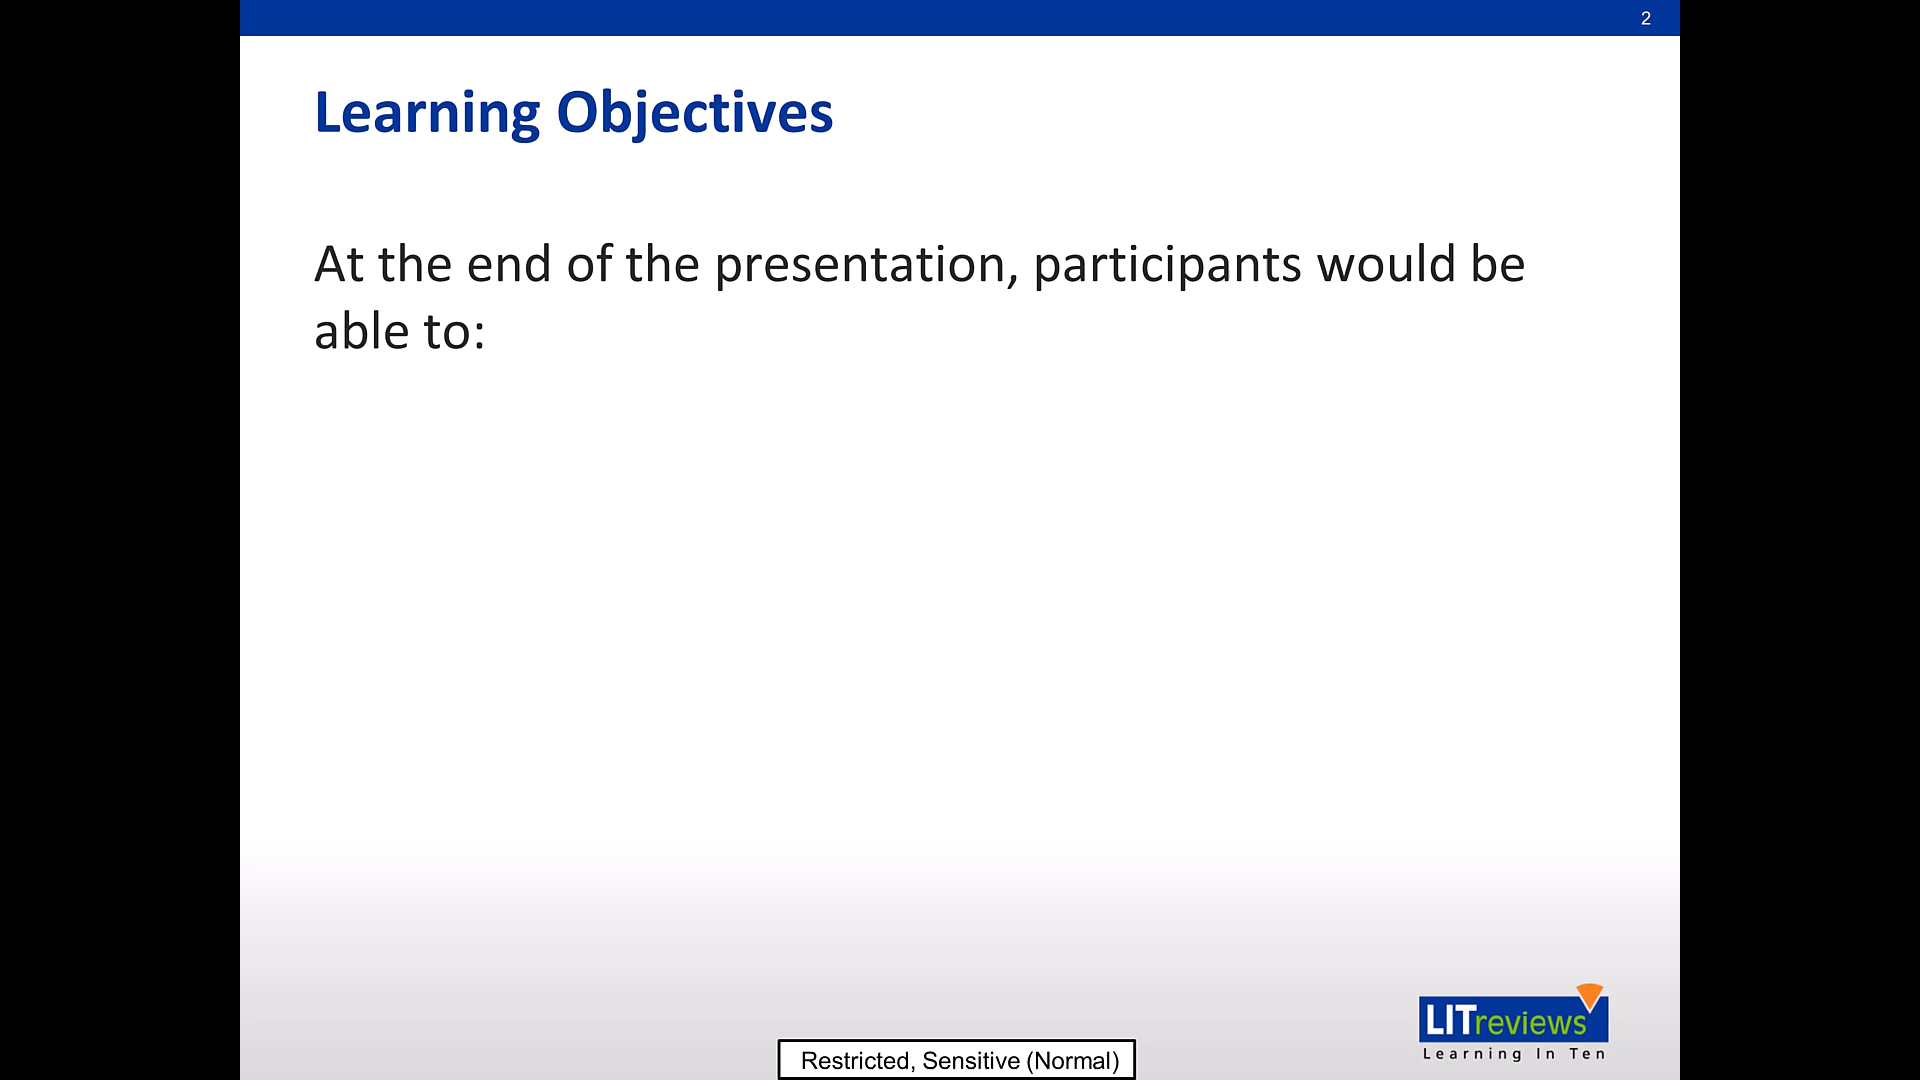 2
Learning Objectives
At the end of the presentation, participants would be
able to:
LITreviews
Learning In Ten
Restricted, Sensitive (Normal)